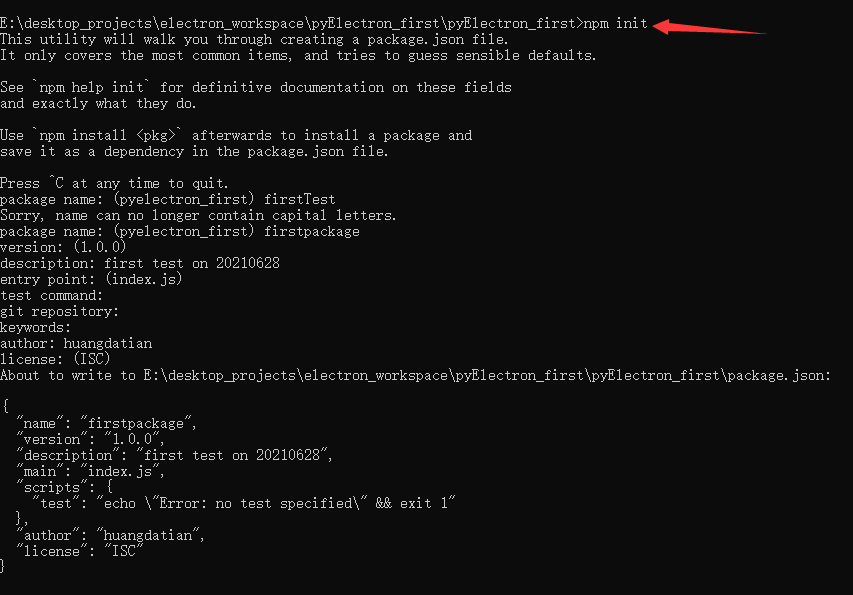 E:\desktop_projects\electron_workspace\pyElectron_first\pyElectron_first>npm init
This utility will walk you through creating a package.json file.
It only covers the most common items, and tries to guess sensible defaults.
See `npm help init` for definitive documentation on these fields
and exactly what they do.
Use `npm install <pkg>` afterwards to install a package and
save it as a dependency in the package.json file.
Press ^C at any time to quit.
package name: (pyelectron_first) firstTest
Sorry, name can no longer contain capital letters.
package name: (pyelectron_first) firstpackage
version: (1.0.0)
description: first test on 20210628
entry point: (index.js)
test command:
git repository:
keywords:
author: huangdatian
license: (ISC)
About to write to E:\desktop_projects\electron_workspace\pyElectron_first\pyElectron_first\package.json:
{
  "name": "firstpackage",
  "version": "1.0.0",
  "description": "first test on 20210628",
  "main": "index.js",
  "scripts": {
    "test": "echo \"Error: no test specified\" && exit 1"
  },
  "author": "huangdatian",
  "license": "ISC"
}